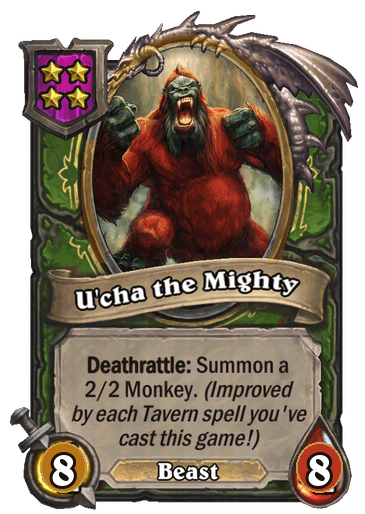 U'cha the Mighty
Deathrattle: Summon a
2/2 Monkey. (Improved
by each Tavern spell you've
cast this game!)
8
Beast
8